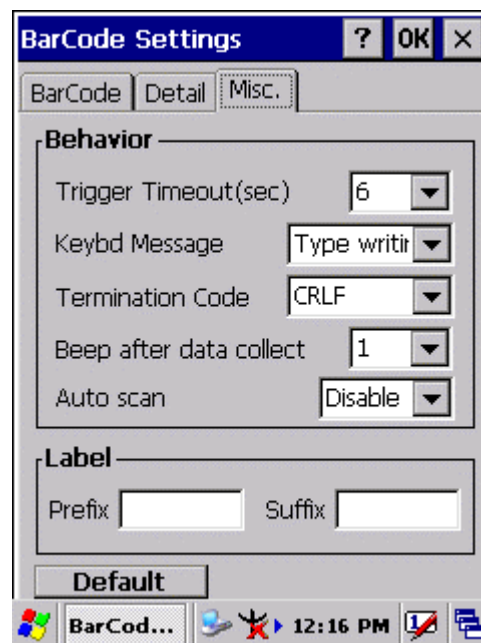 BarCode Settings ? OK ×
BarCode Detail Misc.
Behavior
Trigger Timeout(sec) 6
Keybd Message Type writin
Termination Code CRLF
Beep after data collect 1
Auto scan Disable
Label
Prefix Suffix
Default
BarCod... 12:16 PM